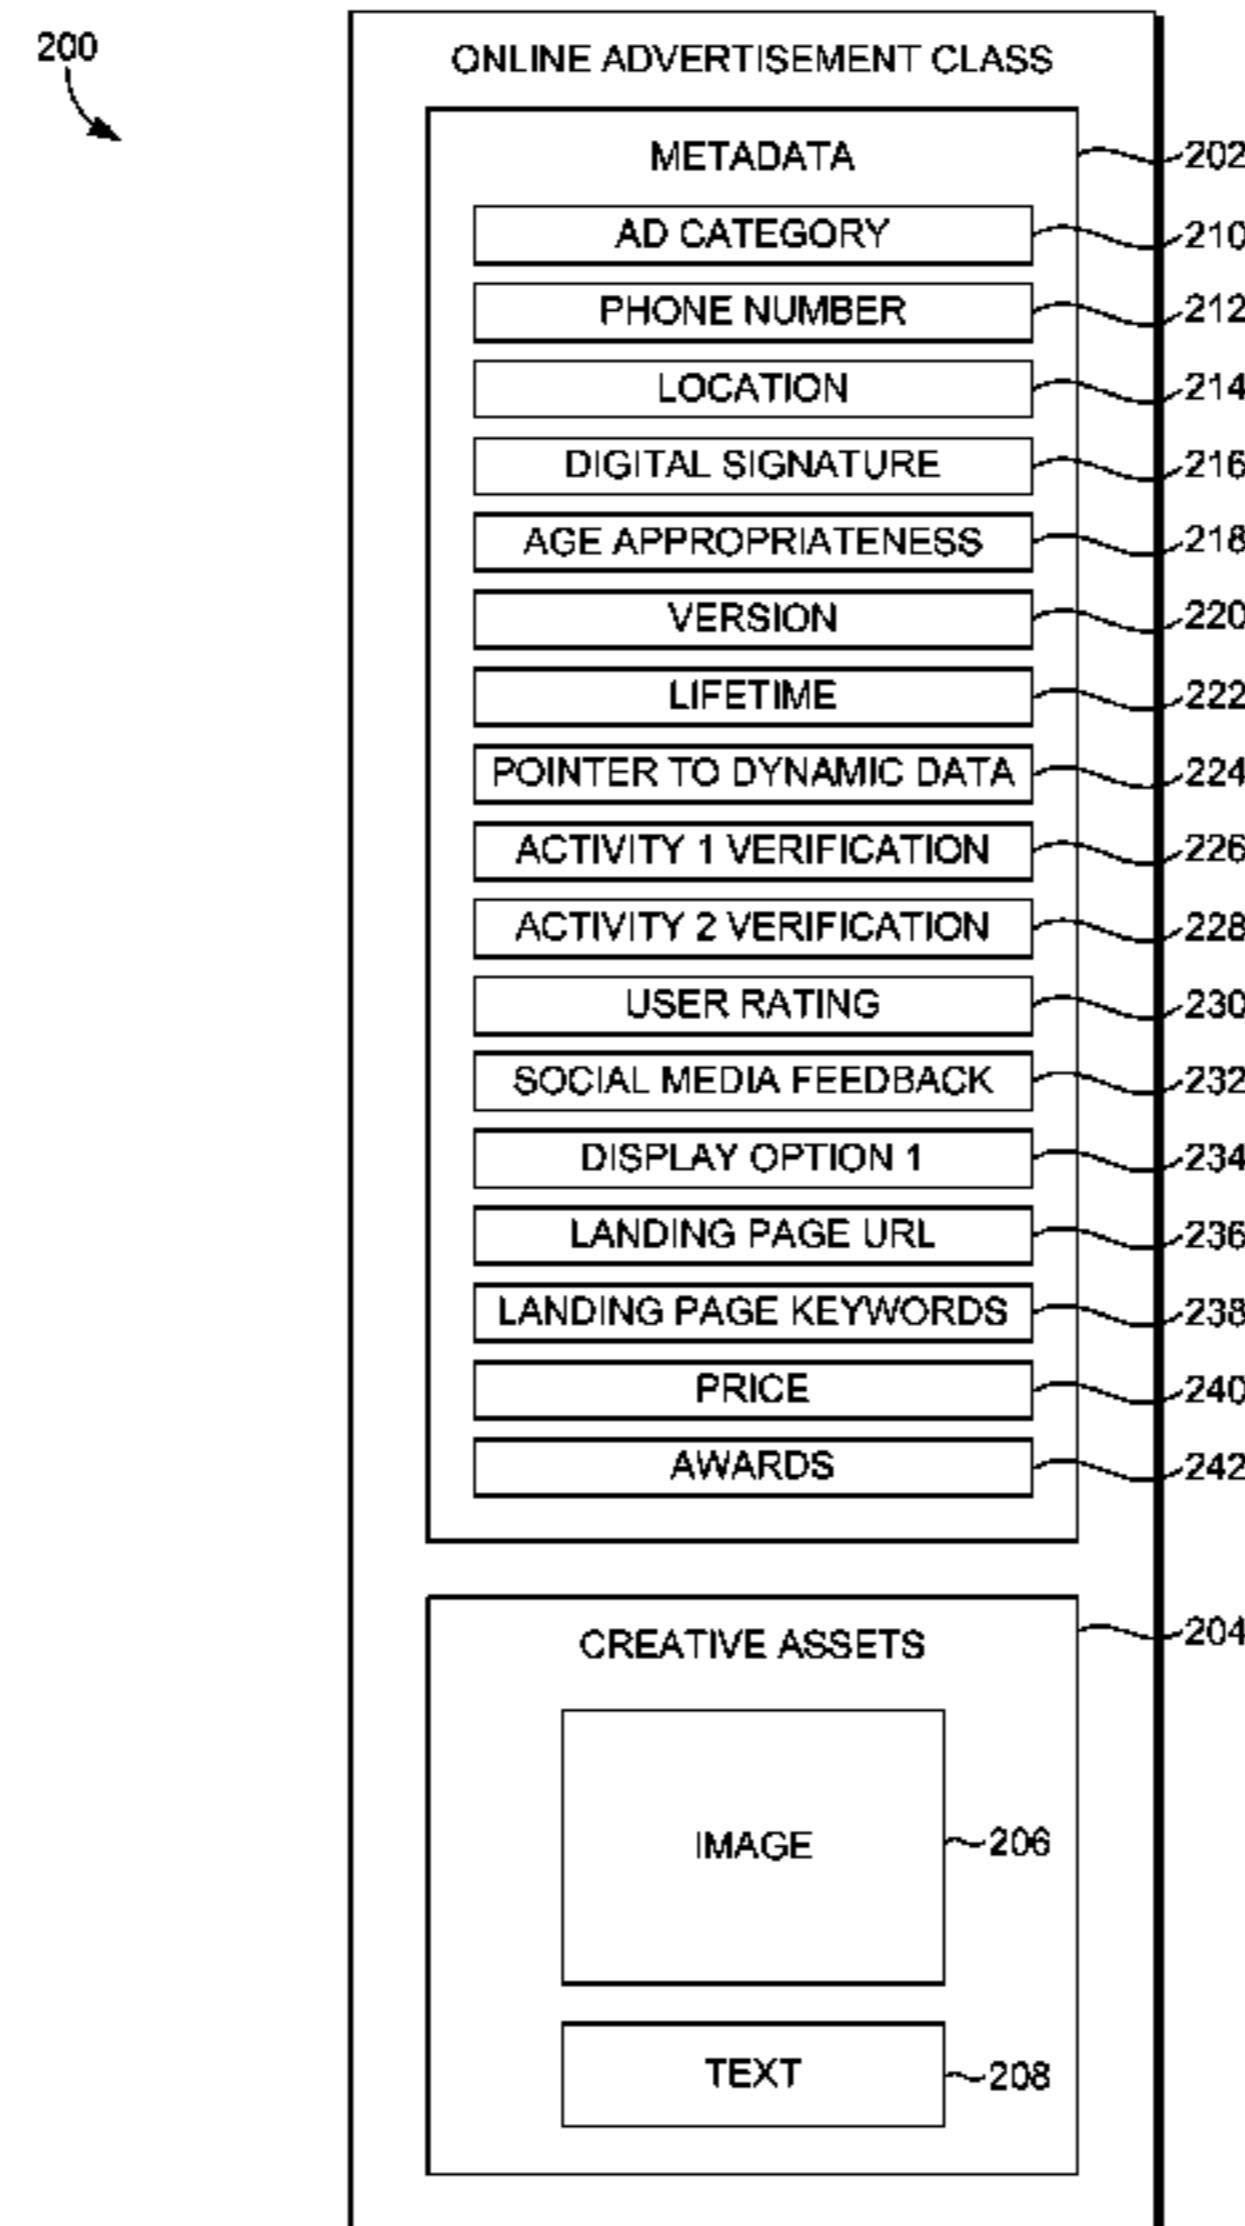 200
ONLINE ADVERTISEMENT CLASS
METADATA 202
AD CATEGORY 210
PHONE NUMBER 212
LOCATION 214
DIGITAL SIGNATURE 216
AGE APPROPRIATENESS 218
VERSION 220
LIFETIME 222
POINTER TO DYNAMIC DATA 224
ACTIVITY 1 VERIFICATION 226
ACTIVITY 2 VERIFICATION 228
USER RATING 230
SOCIAL MEDIA FEEDBACK 232
DISPLAY OPTION 1 234
LANDING PAGE URL 236
LANDING PAGE KEYWORDS 238
PRICE 240
AWARDS 242
CREATIVE ASSETS 204
IMAGE 206
TEXT 208